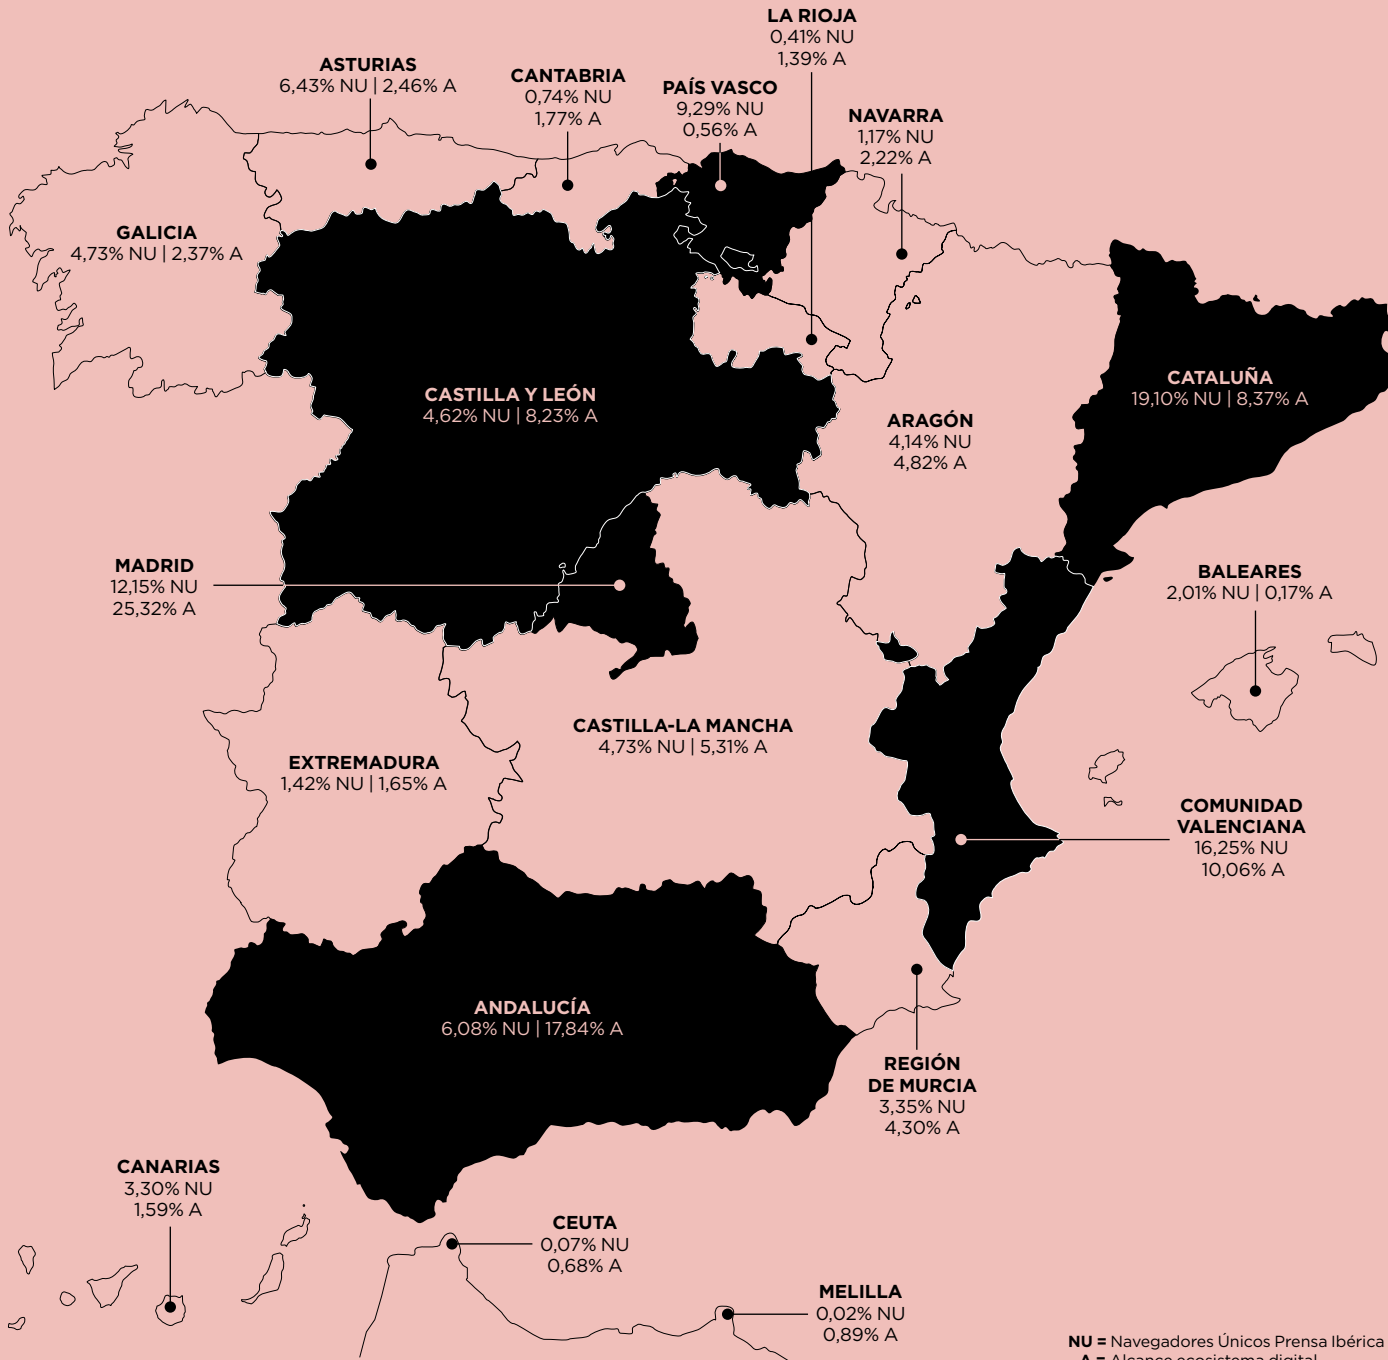 LA RIOJA
0,41% NU
1,39% A
ASTURIAS
6,43% NU | 2,46% A
CANTABRIA
0,74% NU
1,77% A
PAÍS VASCO
9,29% NU
0,56% A
NAVARRA
1,17% NU
2,22% A
GALICIA
4,73% NU | 2,37% A
CASTILLA Y LEÓN
4,62% NU | 8,23% A
CATALUÑA
19,10% NU | 8,37% A
ARAGÓN
4,14% NU
4,82% A
MADRID
12,15% NU
25,32% A
BALEARES
2,01% NU | 0,17% A
CASTILLA-LA MANCHA
4,73% NU | 5,31% A
EXTREMADURA
1,42% NU | 1,65% A
COMUNIDAD
VALENCIANA
16,25% NU
10,06% A
ANDALUCÍA
6,08% NU | 17,84% A
REGIÓN
DE MURCIA
3,35% NU
4,30% A
CANARIAS
3,30% NU
1,59% A
CEUTA
0,07% NU
0,68% A
MELILLA
0,02% NU
0,89% A
NU = Navegadores Únicos Prensa Ibérica
A = Alcance ecosistema digital